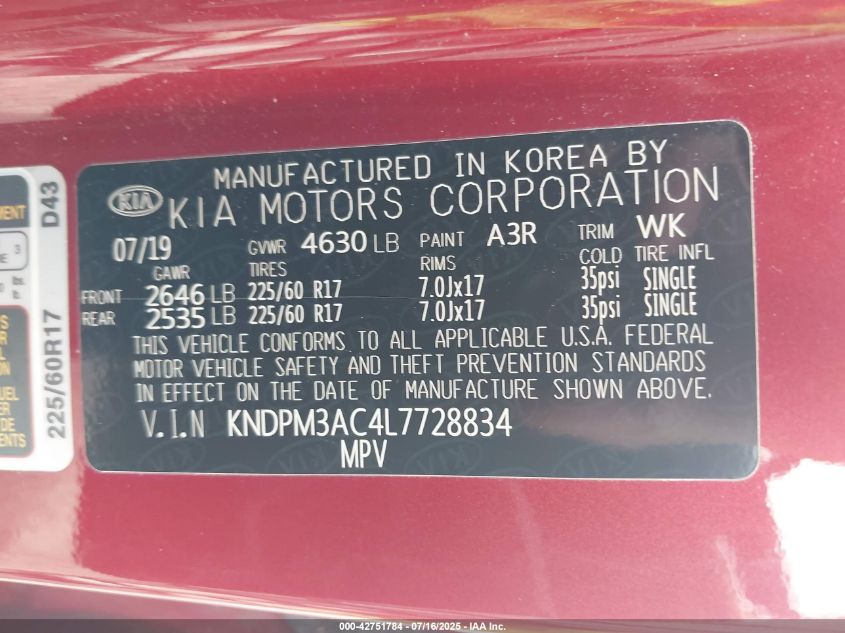 MANUFACTURED IN KOREA BY
KIA KIA MOTORS CORPORATION
07/19 GVWR 4630 LB PAINT A3R TRIM WK
GAWR TIRES RIMS COLD TIRE INFL
FRONT 2646 LB 225/60 R17 7.0Jx17 35psi SINGLE
REAR 2535 LB 225/60 R17 7.0Jx17 35psi SINGLE
THIS VEHICLE CONFORMS TO ALL APPLICABLE U.S.A. FEDERAL
MOTOR VEHICLE SAFETY AND THEFT PREVENTION STANDARDS
IN EFFECT ON THE DATE OF MANUFACTURE SHOWN ABOVE.
V.I.N KNDPM3AC4L7728834
MPV
225/60R17 D43
3
lbs.
000-42751784 - 07/16/2025 - IAA Inc.